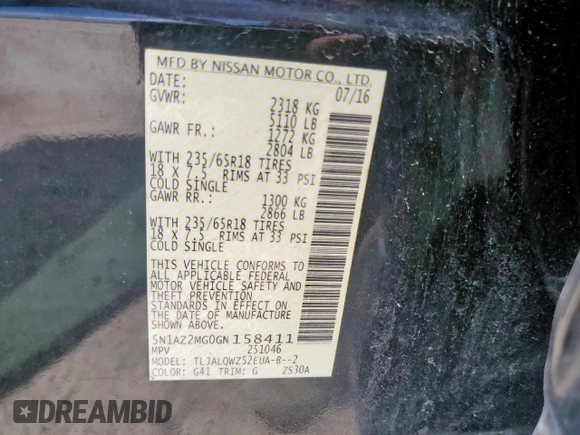 MFD BY NISSAN MOTOR CO., LTD.
DATE: 07/16
GVWR: 2318 KG
5110 LB
GAWR FR.: 1272 KG
2804 LB
WITH 235/65R18 TIRES
18 X 7.5 RIMS AT 33 PSI
COLD SINGLE
GAWR RR.: 1300 KG
2866 LB
WITH 235/65R18 TIRES
18 X 7.5 RIMS AT 33 PSI
COLD SINGLE
THIS VEHICLE CONFORMS TO
ALL APPLICABLE FEDERAL
MOTOR VEHICLE SAFETY AND
THEFT PREVENTION
STANDARDS IN EFFECT ON
THE DATE OF MANUFACTURE
SHOWN ABOVE.
5N1AZ2MG0GN158411
MPV 251046
MODEL: TLJALQWZ52EUA-B--2
COLOR: G41 TRIM: G ZS30A
DREAMBID